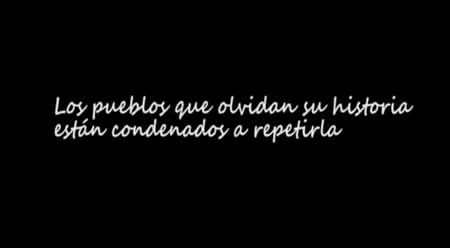 Los pueblos que olvidan su historia
están condenados a repetirla